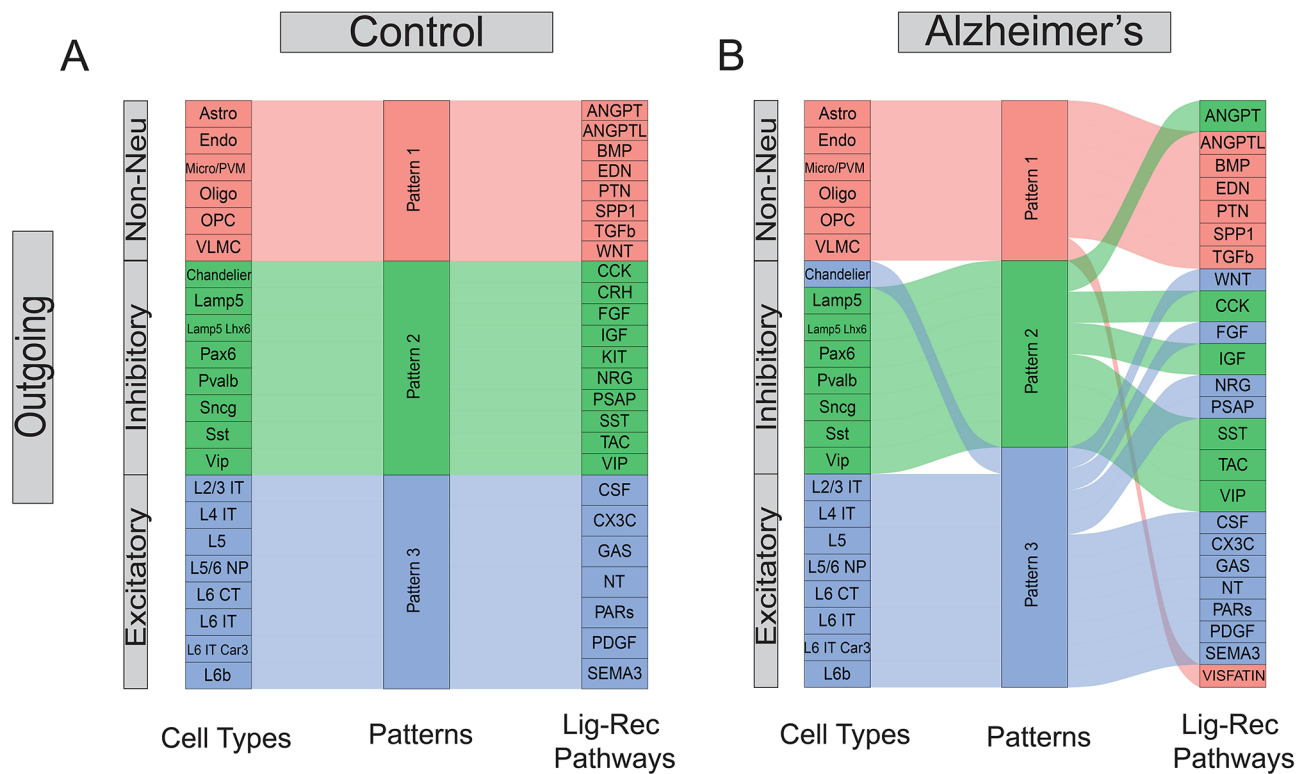 Control
Alzheimer's
A
B
Outgoing
Non-Neu
Inhibitory
Excitatory
Astro
Endo
Micro/PVM
Oligo
OPC
VLMC
Chandelier
Lamp5
Lamp5 Lhx6
Pax6
Pvalb
Sncg
Sst
Vip
L2/3 IT
L4 IT
L5
L5/6 NP
L6 CT
L6 IT
L6 IT Car3
L6b
Pattern 1
Pattern 2
Pattern 3
ANGPT
ANGPTL
BMP
EDN
PTN
SPP1
TGFb
WNT
CCK
CRH
FGF
IGF
KIT
NRG
PSAP
SST
TAC
VIP
CSF
CX3C
GAS
NT
PARs
PDGF
SEMA3
Cell Types
Patterns
Lig-Rec
Pathways
Non-Neu
Inhibitory
Excitatory
Astro
Endo
Micro/PVM
Oligo
OPC
VLMC
Chandelier
Lamp5
Lamp5 Lhx6
Pax6
Pvalb
Sncg
Sst
Vip
L2/3 IT
L4 IT
L5
L5/6 NP
L6 CT
L6 IT
L6 IT Car3
L6b
Pattern 1
Pattern 2
Pattern 3
ANGPT
ANGPTL
BMP
EDN
PTN
SPP1
TGFb
WNT
CCK
FGF
IGF
NRG
PSAP
SST
TAC
VIP
CSF
CX3C
GAS
NT
PARs
PDGF
SEMA3
VISFATIN
Cell Types
Patterns
Lig-Rec
Pathways